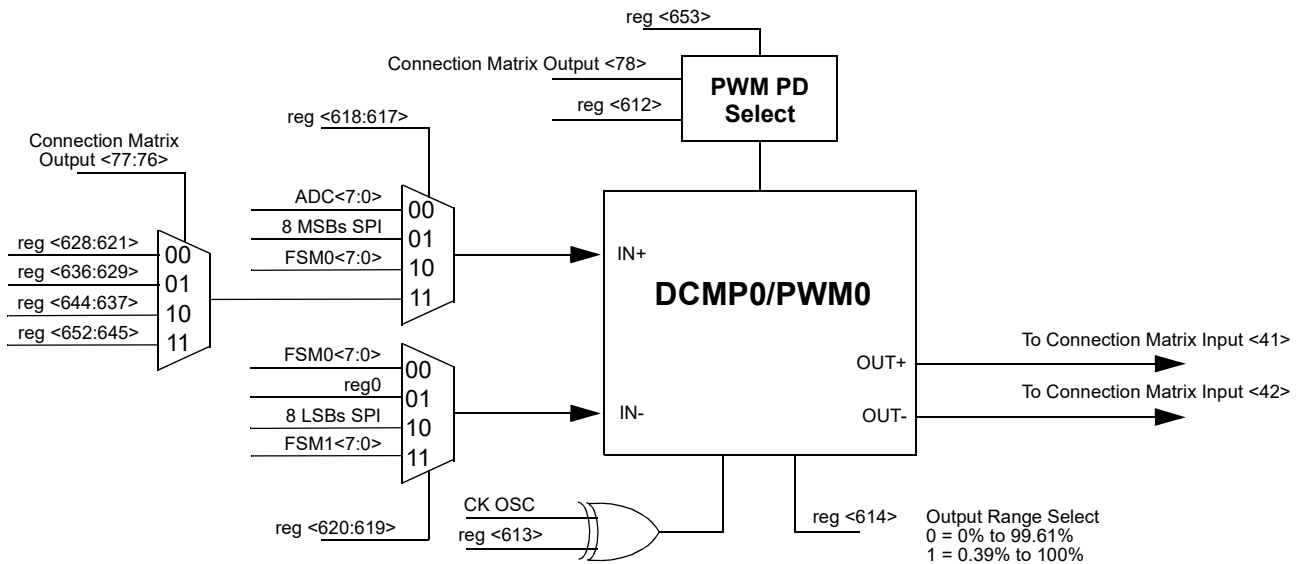 reg <653>
Connection Matrix Output <78>
reg <612>
PWM PD
Select
reg <618:617>
Connection Matrix
Output <77:76>
ADC<7:0>
8 MSBs SPI
FSM0<7:0>
00
01
10
11
reg <628:621>
reg <636:629>
reg <644:637>
reg <652:645>
00
01
10
11
IN+
DCMP0/PWM0
FSM0<7:0>
reg0
8 LSBs SPI
FSM1<7:0>
00
01
10
11
IN-
OUT+
OUT-
To Connection Matrix Input <41>
To Connection Matrix Input <42>
reg <620:619>
CK OSC
reg <613>
reg <614>
Output Range Select
0 = 0% to 99.61%
1 = 0.39% to 100%